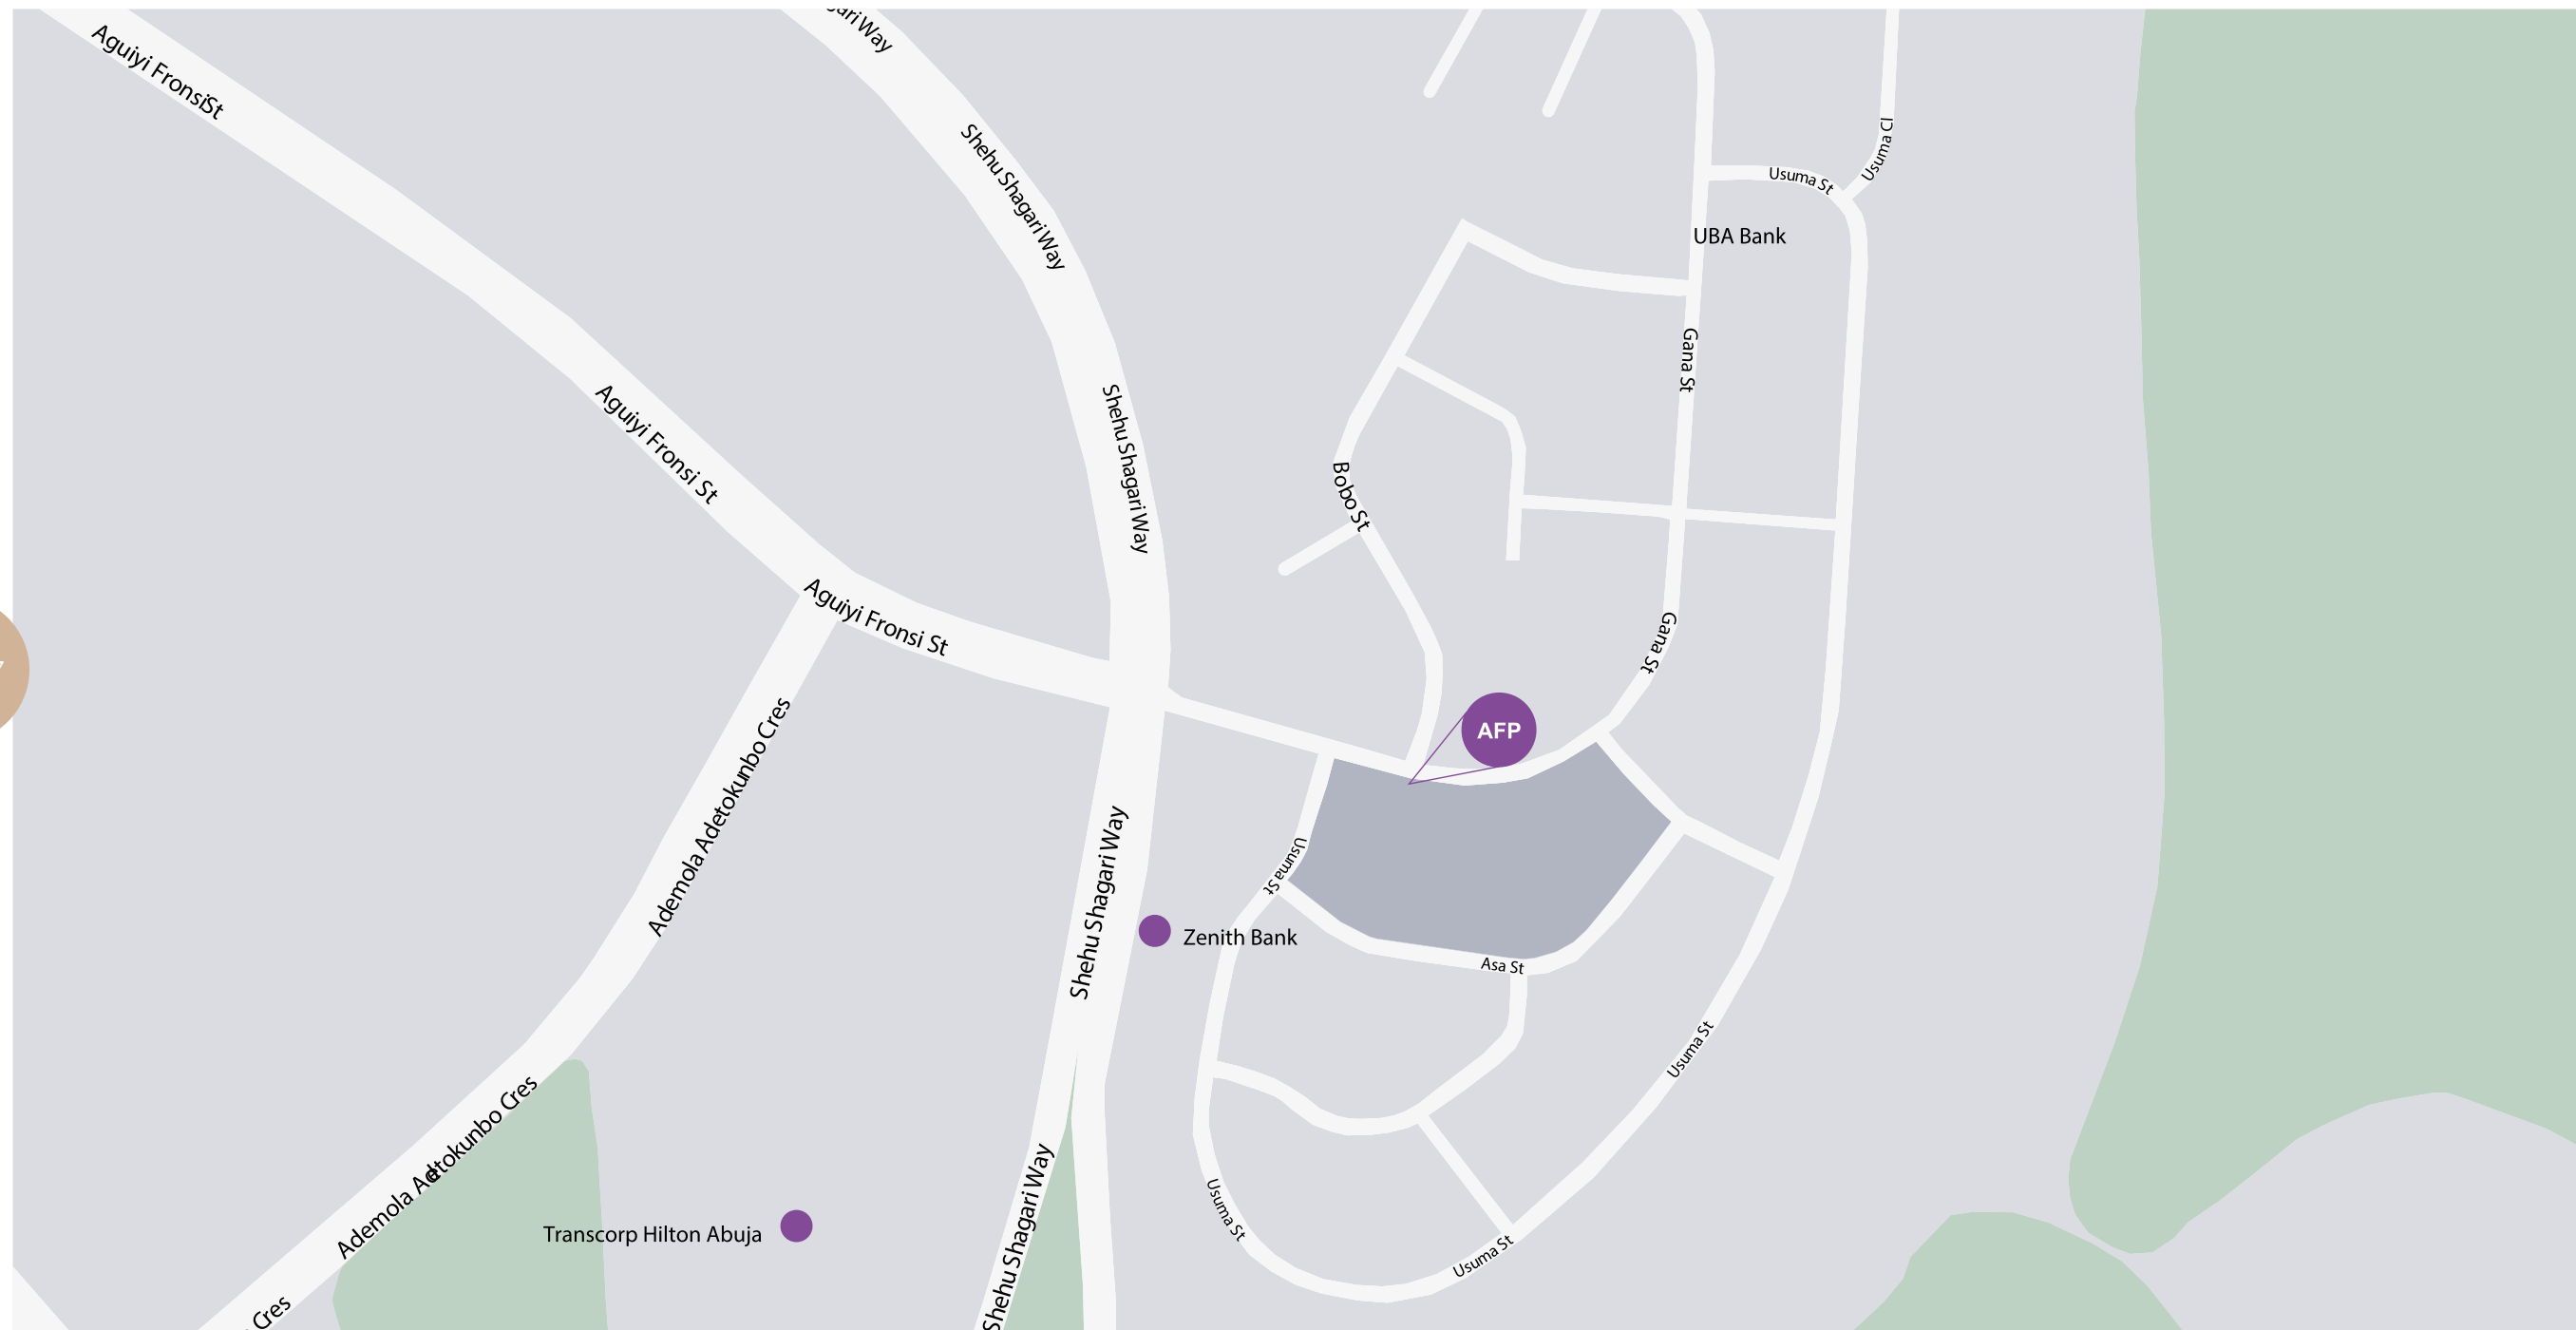 Aguiyi FronsiSt
gariWay
Shehu Shagari Way
Usuma Cl
Usuma St
UBA Bank
Gana St
Shehu Shagari Way
Aguiyi Fronsi St
Bobo St
Aguiyi Fronsi St
Gana St
AFP
Ademola Adetokunbo Cres
Shehu Shagari Way
Usuma St
Zenith Bank
Asa St
Usuma St
Ademola Adetokunbo Cres
Transcorp Hilton Abuja
Shehu Shagari Way
Usuma St
Usuma St
Cres